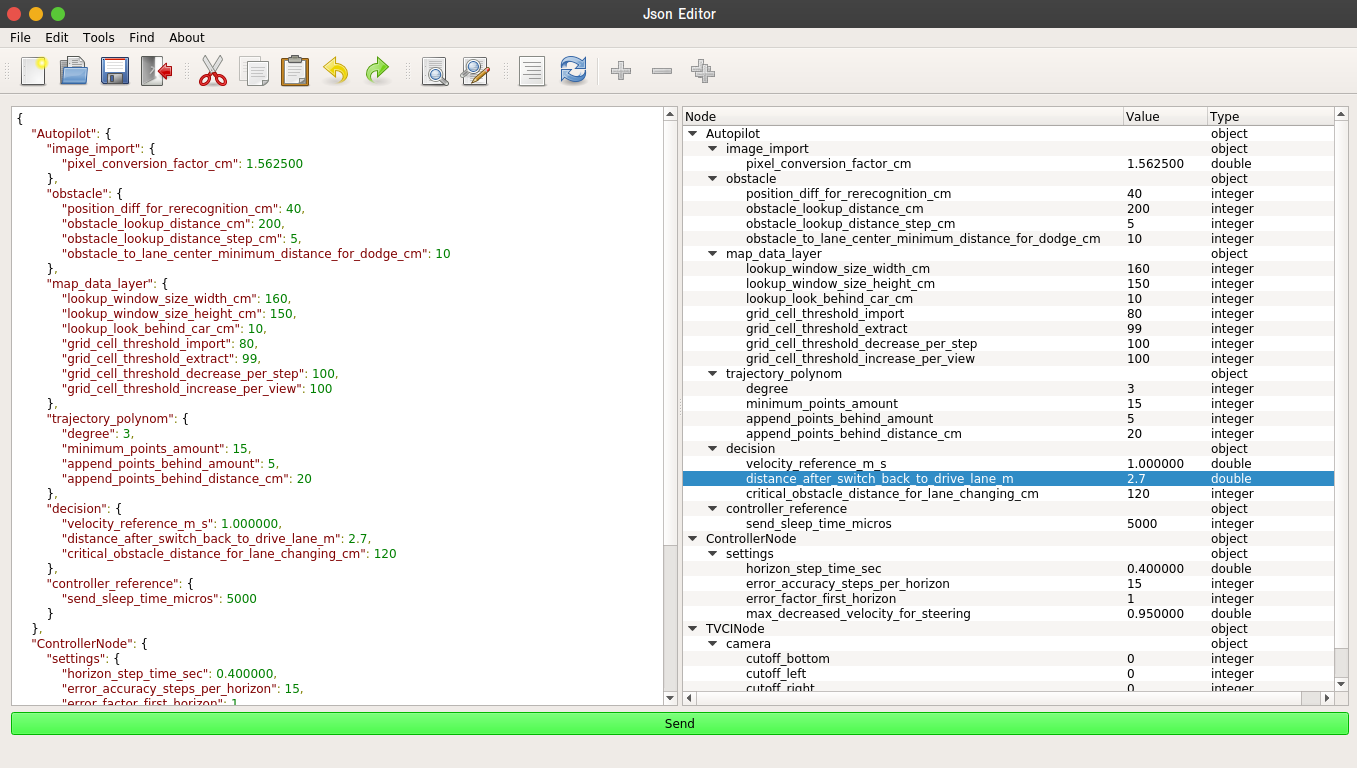 Json Editor
File Edit Tools Find About
{
"Autopilot": {
"image_import": {
"pixel_conversion_factor_cm": 1.562500
},
"obstacle": {
"position_diff_for_rerecognition_cm": 40,
"obstacle_lookup_distance_cm": 200,
"obstacle_lookup_distance_step_cm": 5,
"obstacle_to_lane_center_minimum_distance_for_dodge_cm": 10
},
"map_data_layer": {
"lookup_window_size_width_cm": 160,
"lookup_window_size_height_cm": 150,
"lookup_look_behind_car_cm": 10,
"grid_cell_threshold_import": 80,
"grid_cell_threshold_extract": 99,
"grid_cell_threshold_decrease_per_step": 100,
"grid_cell_threshold_increase_per_view": 100
},
"trajectory_polynom": {
"degree": 3,
"minimum_points_amount": 15,
"append_points_behind_amount": 5,
"append_points_behind_distance_cm": 20
},
"decision": {
"velocity_reference_m_s": 1.000000,
"distance_after_switch_back_to_drive_lane_m": 2.7,
"critical_obstacle_distance_for_lane_changing_cm": 120
},
"controller_reference": {
"send_sleep_time_micros": 5000
}
},
"ControllerNode": {
"settings": {
"horizon_step_time_sec": 0.400000,
"error_accuracy_steps_per_horizon": 15,
"error_factor_first_horizon": 1
Node Value Type
Autopilot object
image_import object
pixel_conversion_factor_cm 1.562500 double
obstacle object
position_diff_for_rerecognition_cm 40 integer
obstacle_lookup_distance_cm 200 integer
obstacle_lookup_distance_step_cm 5 integer
obstacle_to_lane_center_minimum_distance_for_dodge_cm 10 integer
map_data_layer object
lookup_window_size_width_cm 160 integer
lookup_window_size_height_cm 150 integer
lookup_look_behind_car_cm 10 integer
grid_cell_threshold_import 80 integer
grid_cell_threshold_extract 99 integer
grid_cell_threshold_decrease_per_step 100 integer
grid_cell_threshold_increase_per_view 100 integer
trajectory_polynom object
degree 3 integer
minimum_points_amount 15 integer
append_points_behind_amount 5 integer
append_points_behind_distance_cm 20 integer
decision object
velocity_reference_m_s 1.000000 double
distance_after_switch_back_to_drive_lane_m 2.7 double
critical_obstacle_distance_for_lane_changing_cm 120 integer
controller_reference object
send_sleep_time_micros 5000 integer
ControllerNode object
settings object
horizon_step_time_sec 0.400000 double
error_accuracy_steps_per_horizon 15 integer
error_factor_first_horizon 1 integer
max_decreased_velocity_for_steering 0.950000 double
TVCINode object
camera object
cutoff_bottom 0 integer
cutoff_left 0 integer
cutoff_right 0 integer
Send